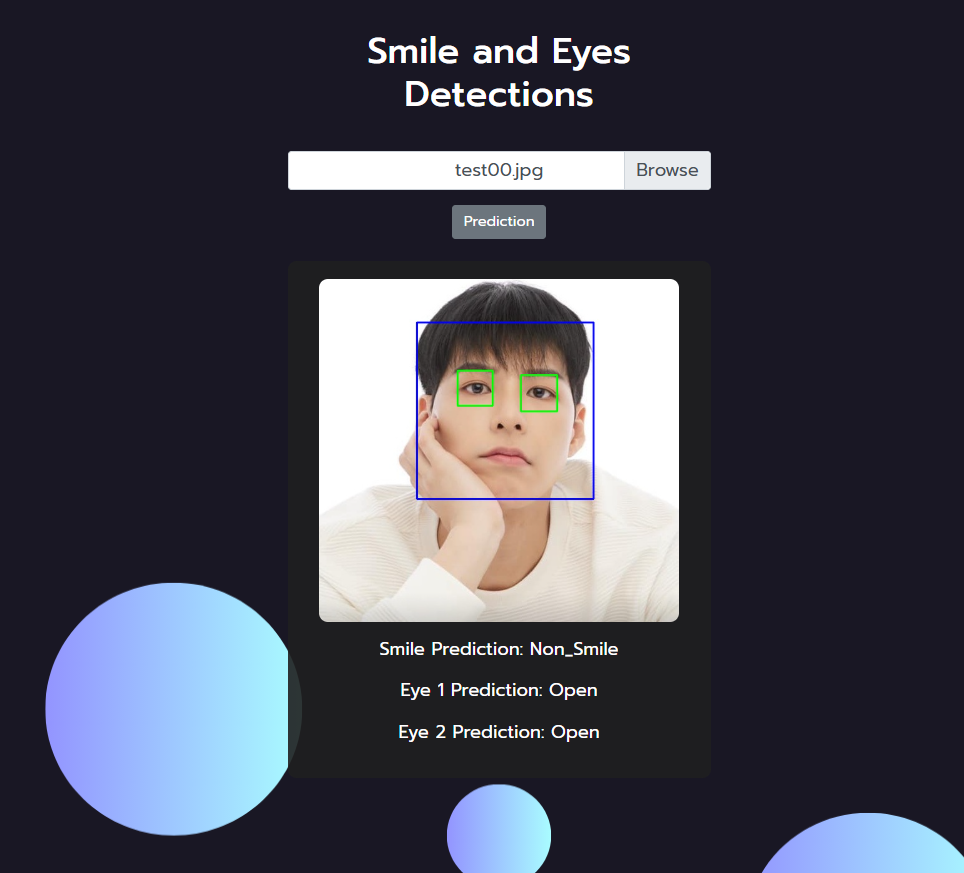 Smile and Eyes
Detections
test00.jpg
Browse
Prediction
Smile Prediction: Non_Smile
Eye 1 Prediction: Open
Eye 2 Prediction: Open